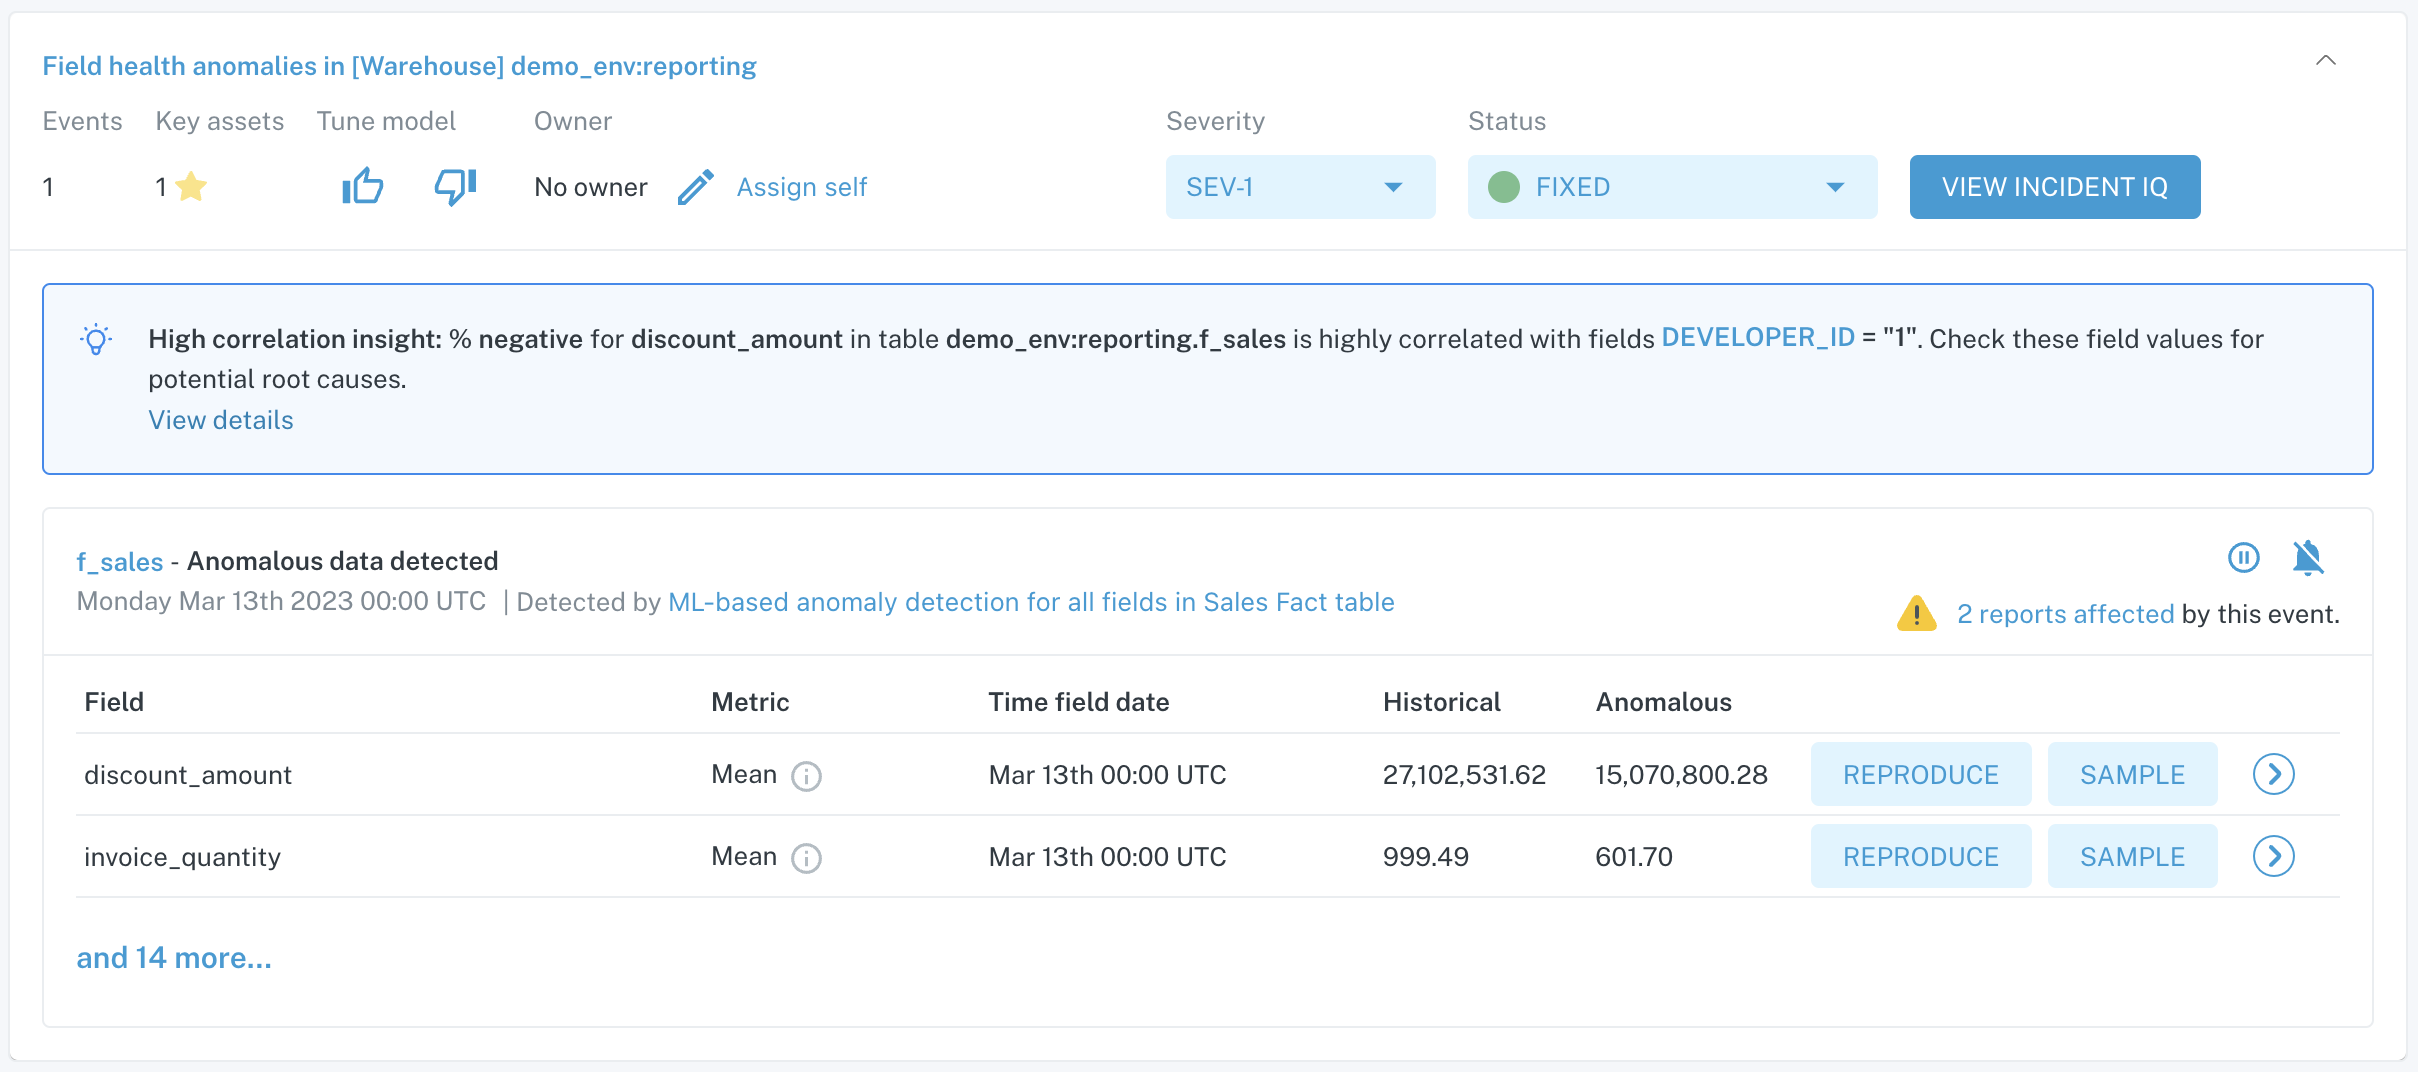 Field health anomalies in [Warehouse] demo_env:reporting
Events Key assets Tune model Owner Severity Status
1 1 No owner Assign self SEV-1 FIXED VIEW INCIDENT IQ
High correlation insight: % negative for discount_amount in table demo_env:reporting.f_sales is highly correlated with fields DEVELOPER_ID = "1". Check these field values for
potential root causes.
View details
f_sales - Anomalous data detected
Monday Mar 13th 2023 00:00 UTC | Detected by ML-based anomaly detection for all fields in Sales Fact table
2 reports affected by this event.
Field Metric Time field date Historical Anomalous
discount_amount Mean Mar 13th 00:00 UTC 27,102,531.62 15,070,800.28 REPRODUCE SAMPLE
invoice_quantity Mean Mar 13th 00:00 UTC 999.49 601.70 REPRODUCE SAMPLE
and 14 more...